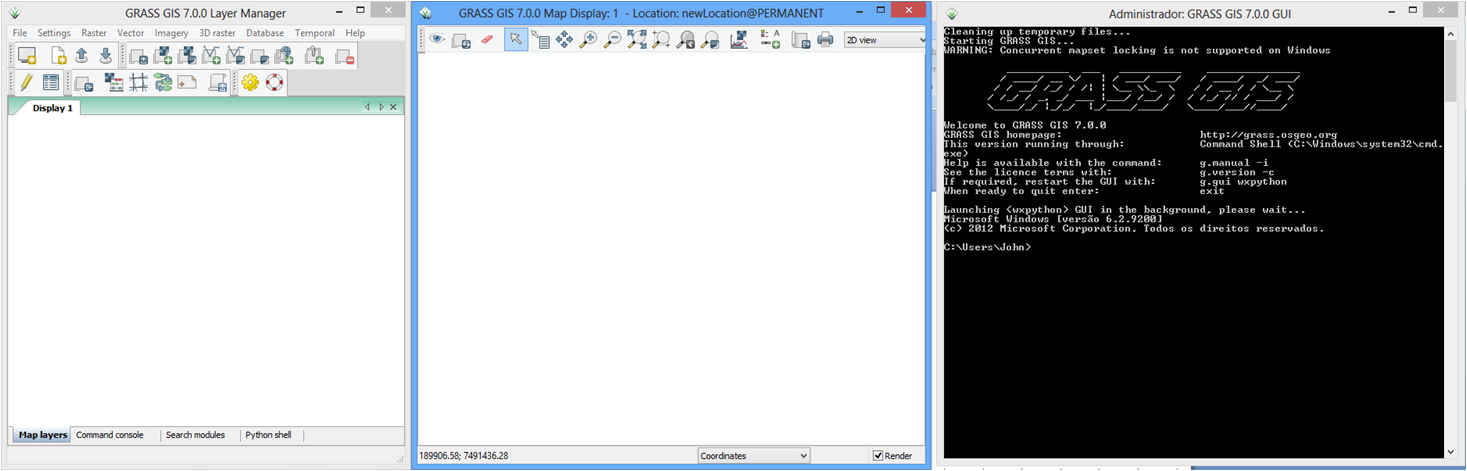 GRASS GIS 7.0.0 Layer Manager
File Settings Raster Vector Imagery 3D raster Database Temporal Help
Display 1
Map layers Command console Search modules Python shell
GRASS GIS 7.0.0 Map Display: 1 - Location: newLocation@PERMANENT
2D view
189906.58; 7491436.28
Coordinates
Render
Administrador: GRASS GIS 7.0.0 GUI
Cleaning up temporary files...
Starting GRASS GIS...
WARNING: Concurrent mapset locking is not supported on Windows
GRASS GIS
Welcome to GRASS GIS 7.0.0
GRASS GIS homepage: http://grass.osgeo.org
This version running through: Command Shell (C:\Windows\system32\cmd.
exe)
Help is available with the command: g.manual -i
See the licence terms with: g.version -c
If required, restart the GUI with: g.gui wxpython
When ready to quit enter: exit
Launching <wxpython> GUI in the background, please wait...
Microsoft Windows [versão 6.2.9200]
(c) 2012 Microsoft Corporation. Todos os direitos reservados.
C:\Users\John>